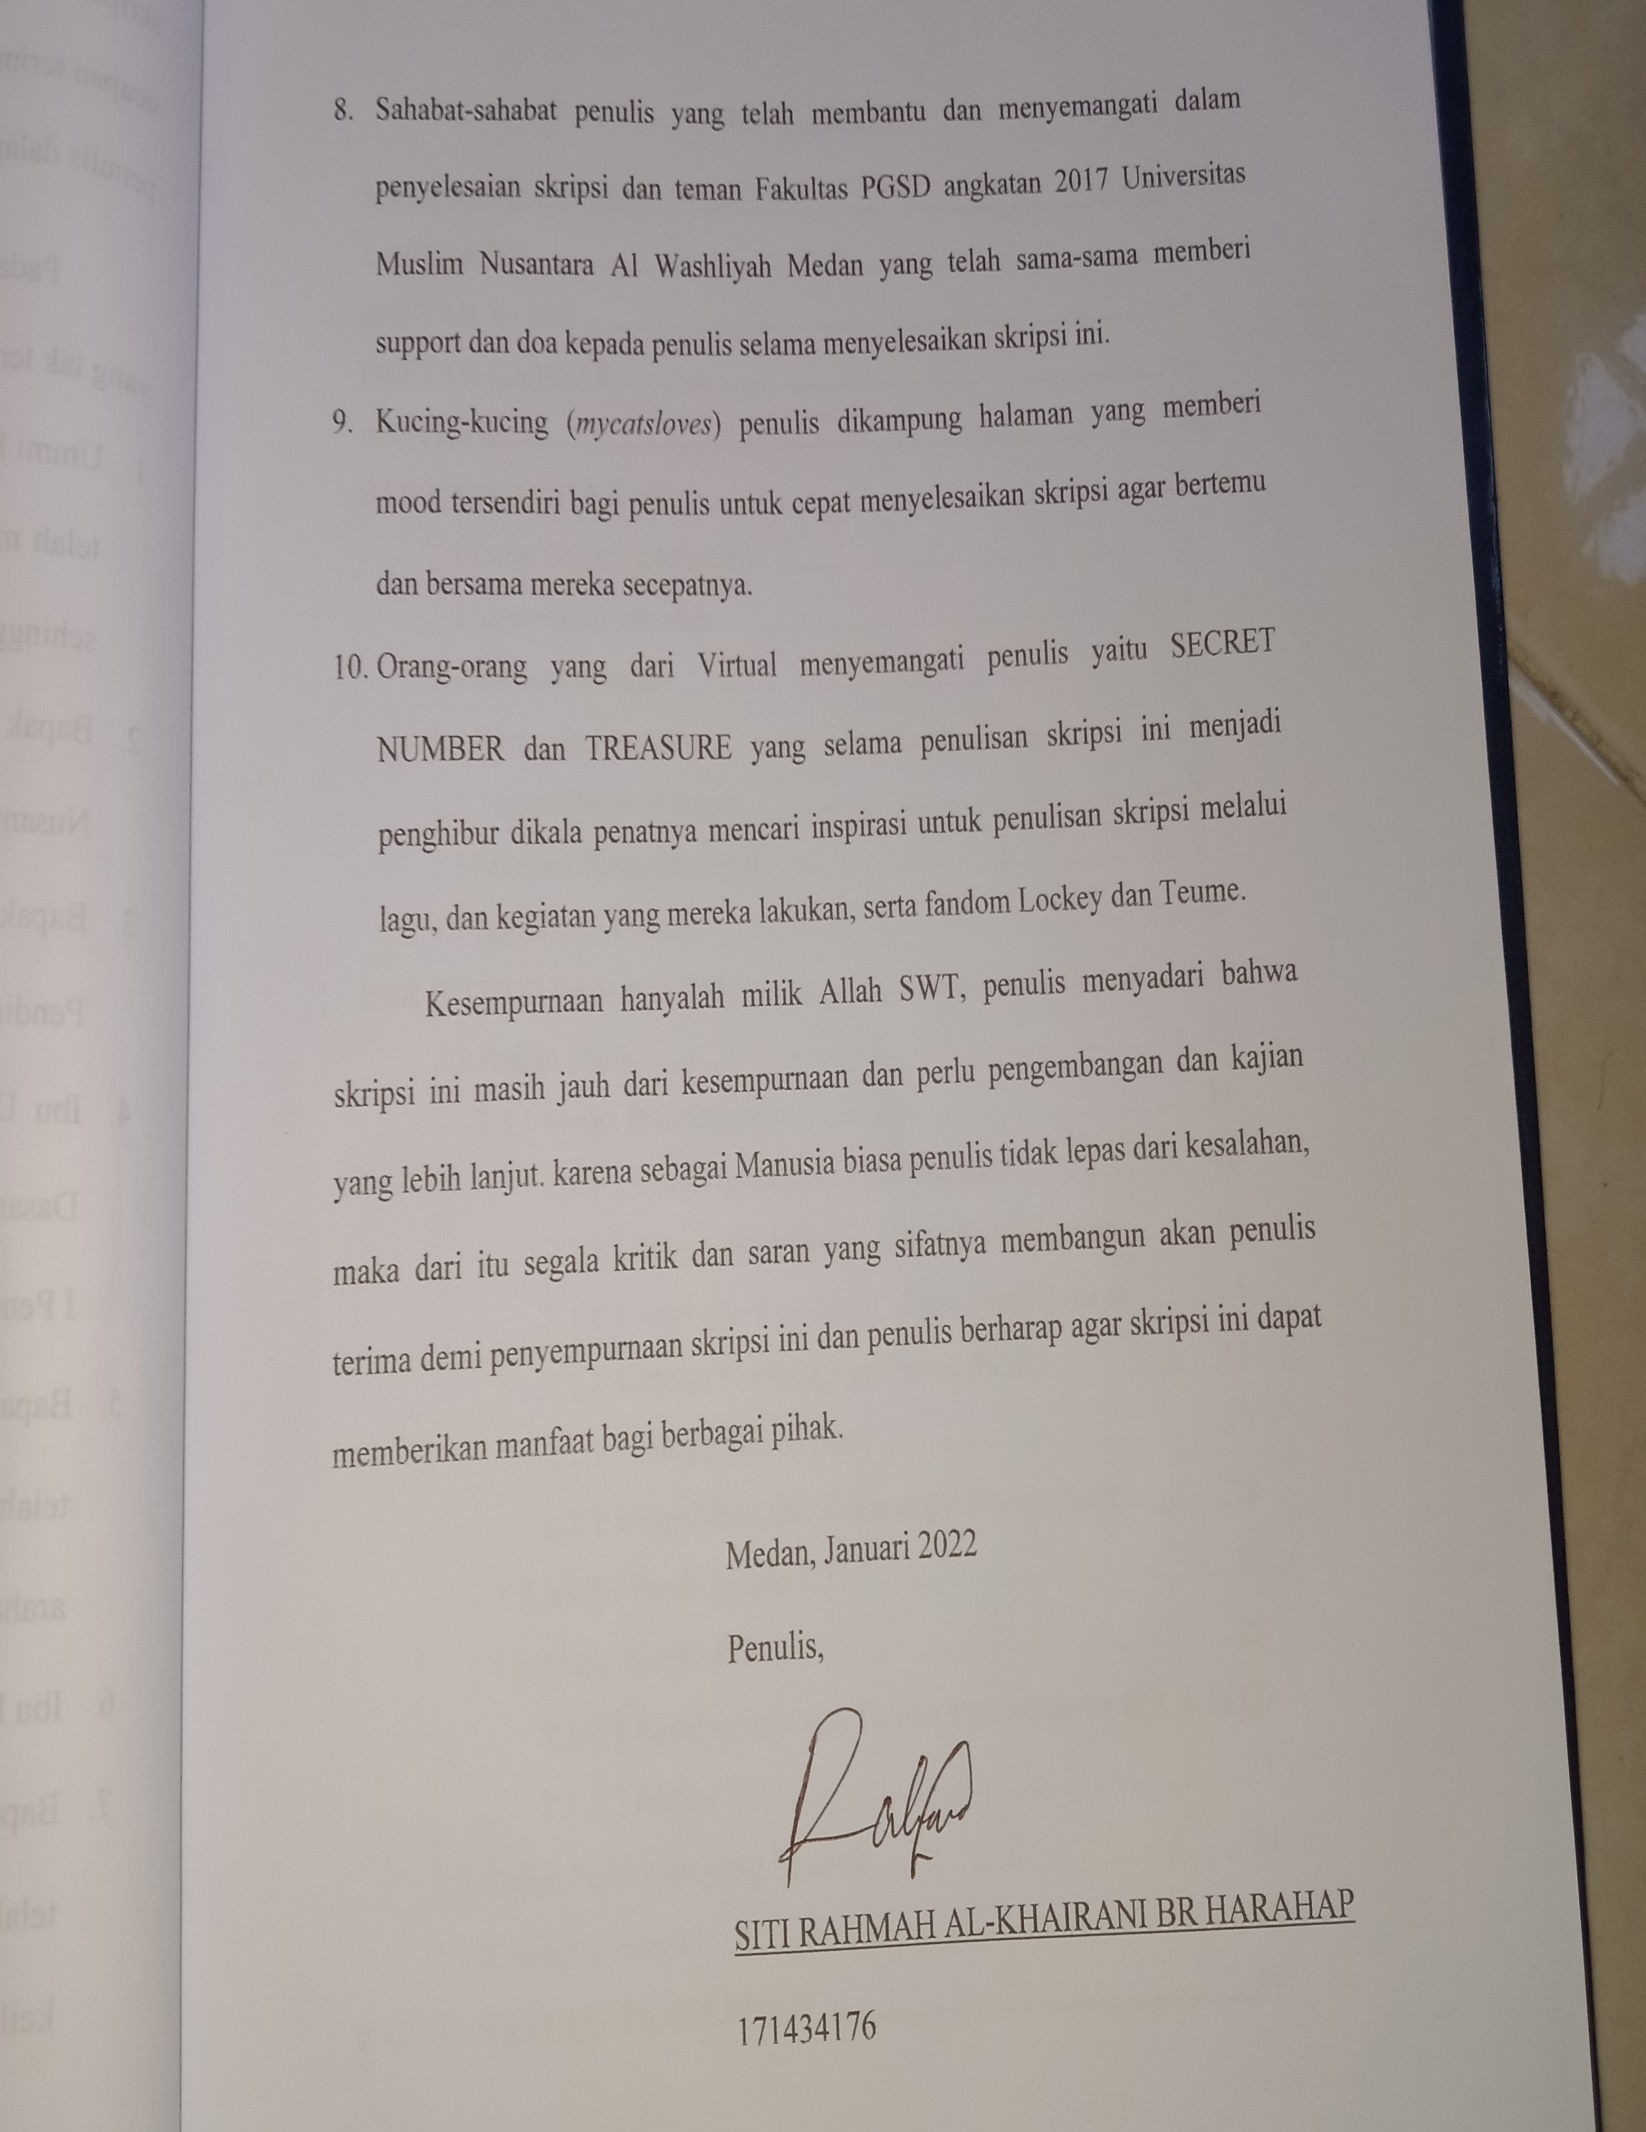 8. Sahabat-sahabat penulis yang telah membantu dan menyemangati dalam
penyelesaian skripsi dan teman Fakultas PGSD angkatan 2017 Universitas
Muslim Nusantara Al Washliyah Medan yang telah sama-sama memberi
support dan doa kepada penulis selama menyelesaikan skripsi ini.
9. Kucing-kucing (mycatsloves) penulis dikampung halaman yang memberi
mood tersendiri bagi penulis untuk cepat menyelesaikan skripsi agar bertemu
dan bersama mereka secepatnya.
10. Orang-orang yang dari Virtual menyemangati penulis yaitu SECRET
NUMBER dan TREASURE yang selama penulisan skripsi ini menjadi
penghibur dikala penatnya mencari inspirasi untuk penulisan skripsi melalui
lagu, dan kegiatan yang mereka lakukan, serta fandom Lockey dan Teume.
Kesempurnaan hanyalah milik Allah SWT, penulis menyadari bahwa
skripsi ini masih jauh dari kesempurnaan dan perlu pengembangan dan kajian
yang lebih lanjut. karena sebagai Manusia biasa penulis tidak lepas dari kesalahan,
maka dari itu segala kritik dan saran yang sifatnya membangun akan penulis
terima demi penyempurnaan skripsi ini dan penulis berharap agar skripsi ini dapat
memberikan manfaat bagi berbagai pihak.
Medan, Januari 2022
Penulis,
SITI RAHMAH AL-KHAIRANI BR HARAHAP
171434176